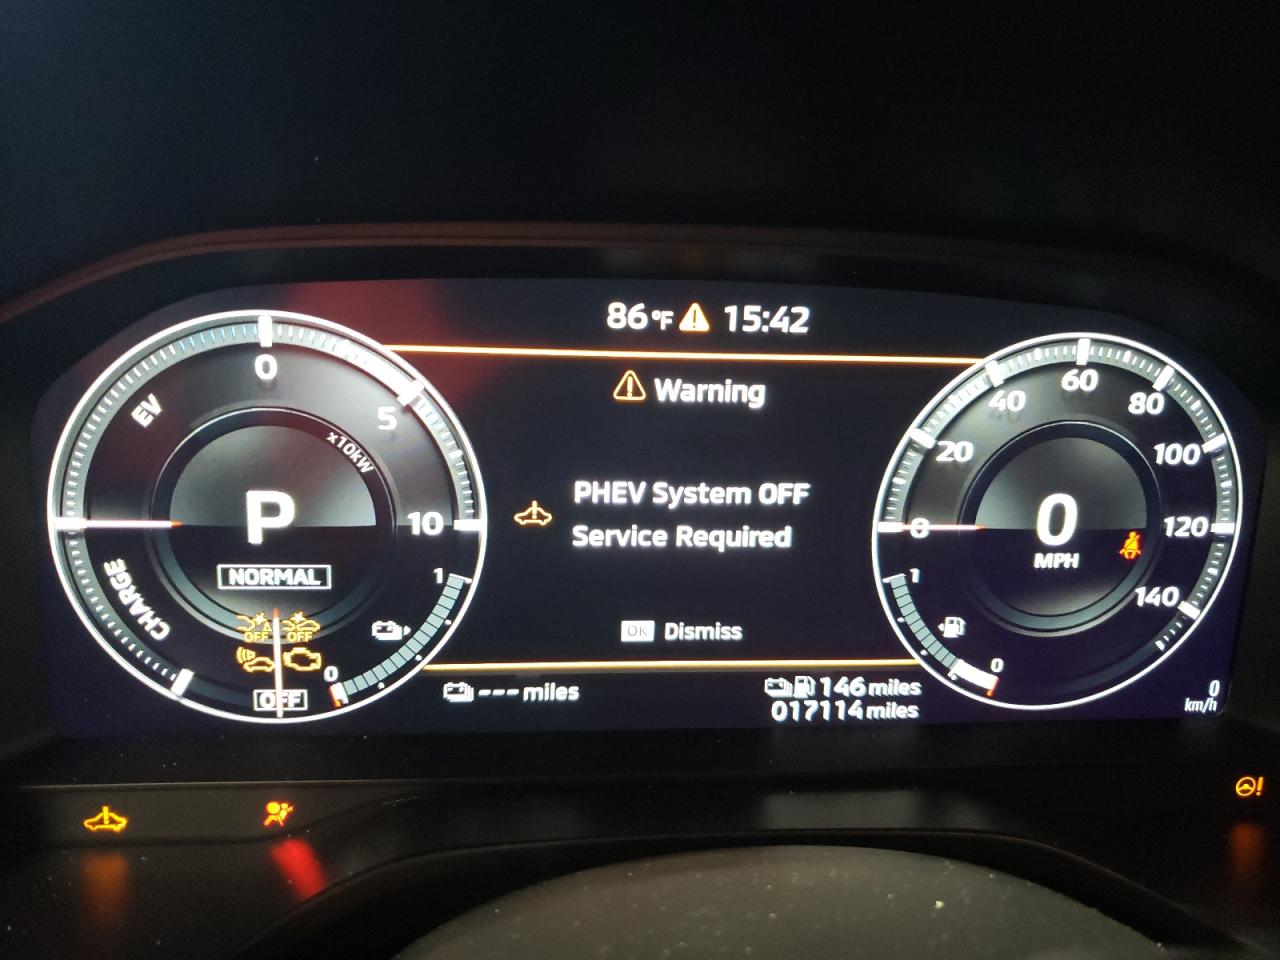 86°F 15:42
Warning
PHEV System OFF
Service Required
OK Dismiss
--- miles
146 miles
017114 miles
EV
0
5
10
x10kW
CHARGE
P
NORMAL
OFF OFF
OFF
1
0
0
20
40
60
80
100
120
140
0
MPH
1
0
0
km/h